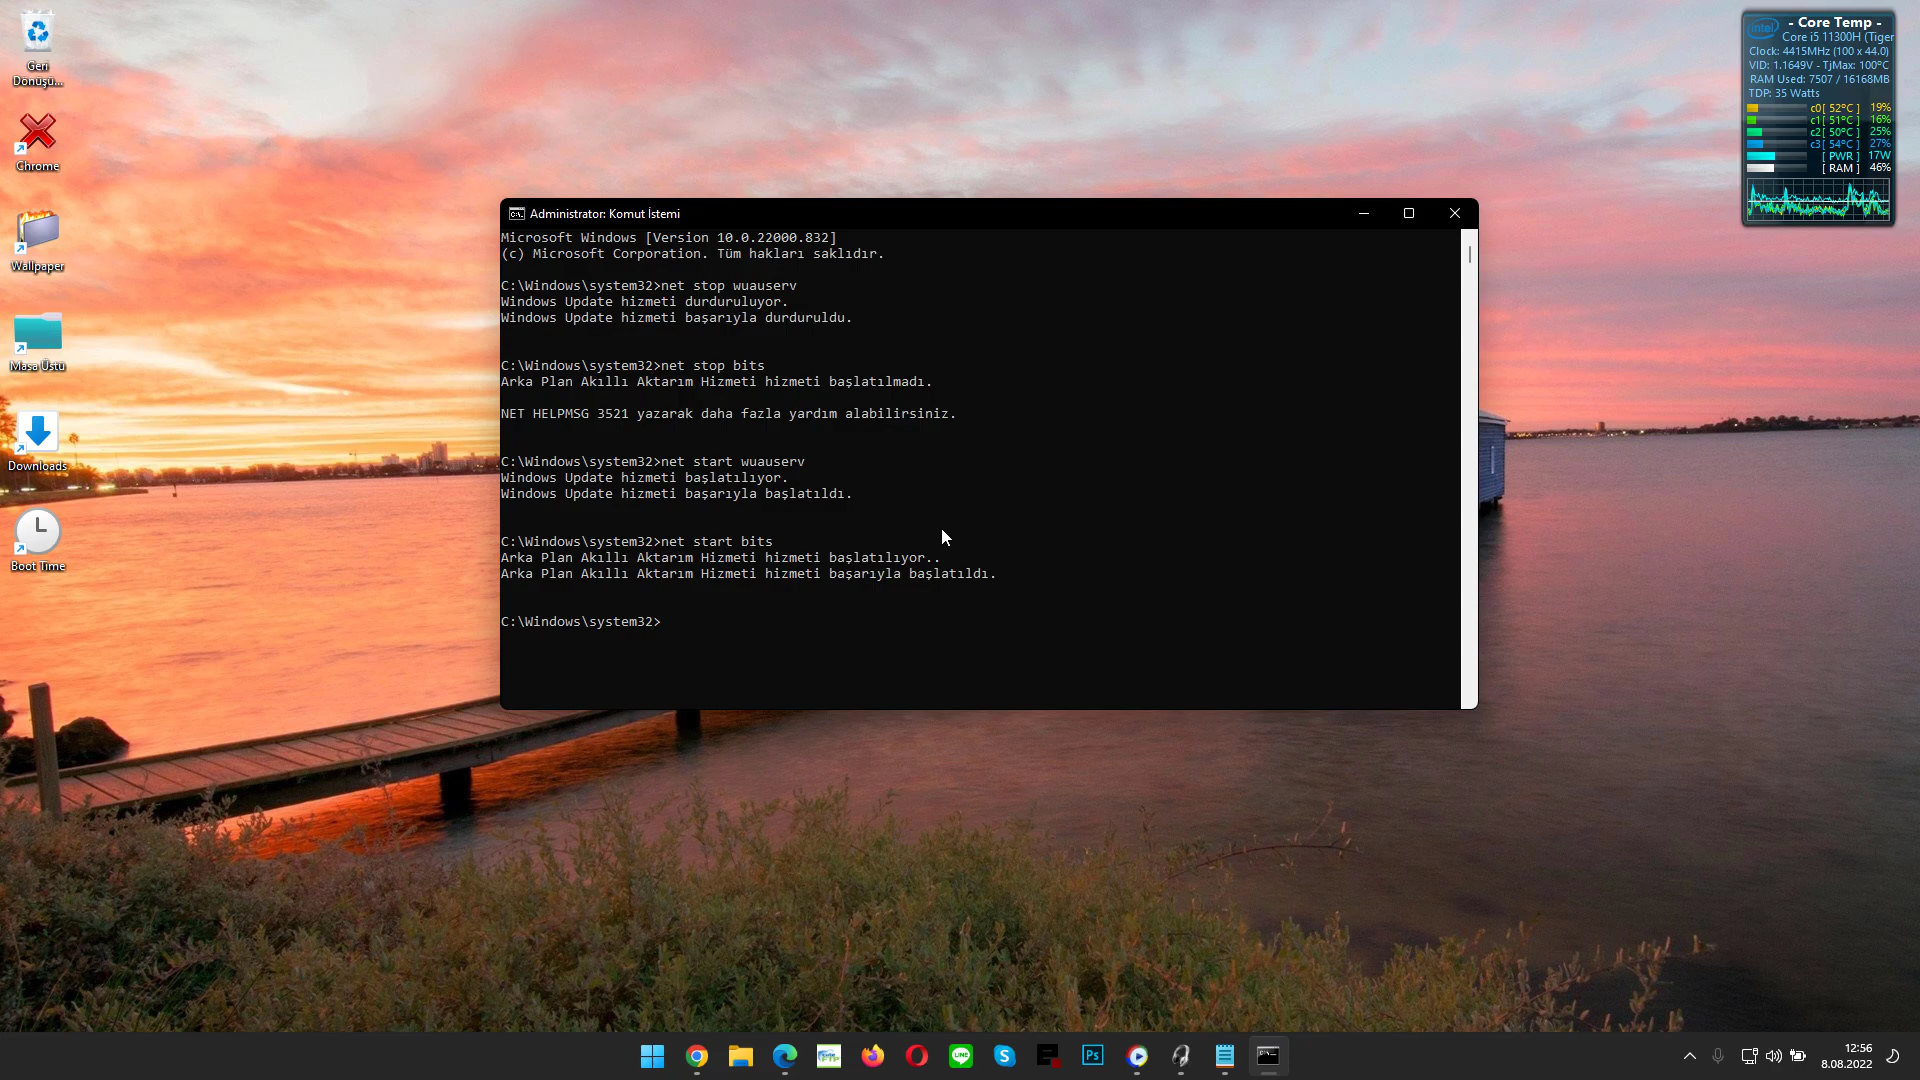 Geri
Dönüşü...
Chrome
Wallpaper
Masa Üstü
Downloads
Boot Time
Administrator: Komut İstemi
Microsoft Windows [Version 10.0.22000.832]
(c) Microsoft Corporation. Tüm hakları saklıdır.
C:\Windows\system32>net stop wuauserv
Windows Update hizmeti durduruluyor.
Windows Update hizmeti başarıyla durduruldu.
C:\Windows\system32>net stop bits
Arka Plan Akıllı Aktarım Hizmeti hizmeti başlatılmadı.
NET HELPMSG 3521 yazarak daha fazla yardım alabilirsiniz.
C:\Windows\system32>net start wuauserv
Windows Update hizmeti başlatılıyor.
Windows Update hizmeti başarıyla başlatıldı.
C:\Windows\system32>net start bits
Arka Plan Akıllı Aktarım Hizmeti hizmeti başlatılıyor..
Arka Plan Akıllı Aktarım Hizmeti hizmeti başarıyla başlatıldı.
C:\Windows\system32>
intel
- Core Temp -
Core i5 11300H (Tiger
Clock: 4415MHz (100 x 44.0)
VID: 1.1649V - TjMax: 100°C
RAM Used: 7507 / 16168MB
TDP: 35 Watts
c0[ 52°C ] 19%
c1[ 51°C ] 16%
c2[ 50°C ] 25%
c3[ 54°C ] 27%
[ PWR ] 17W
[ RAM ] 46%
LINE
Ps
12:56
8.08.2022